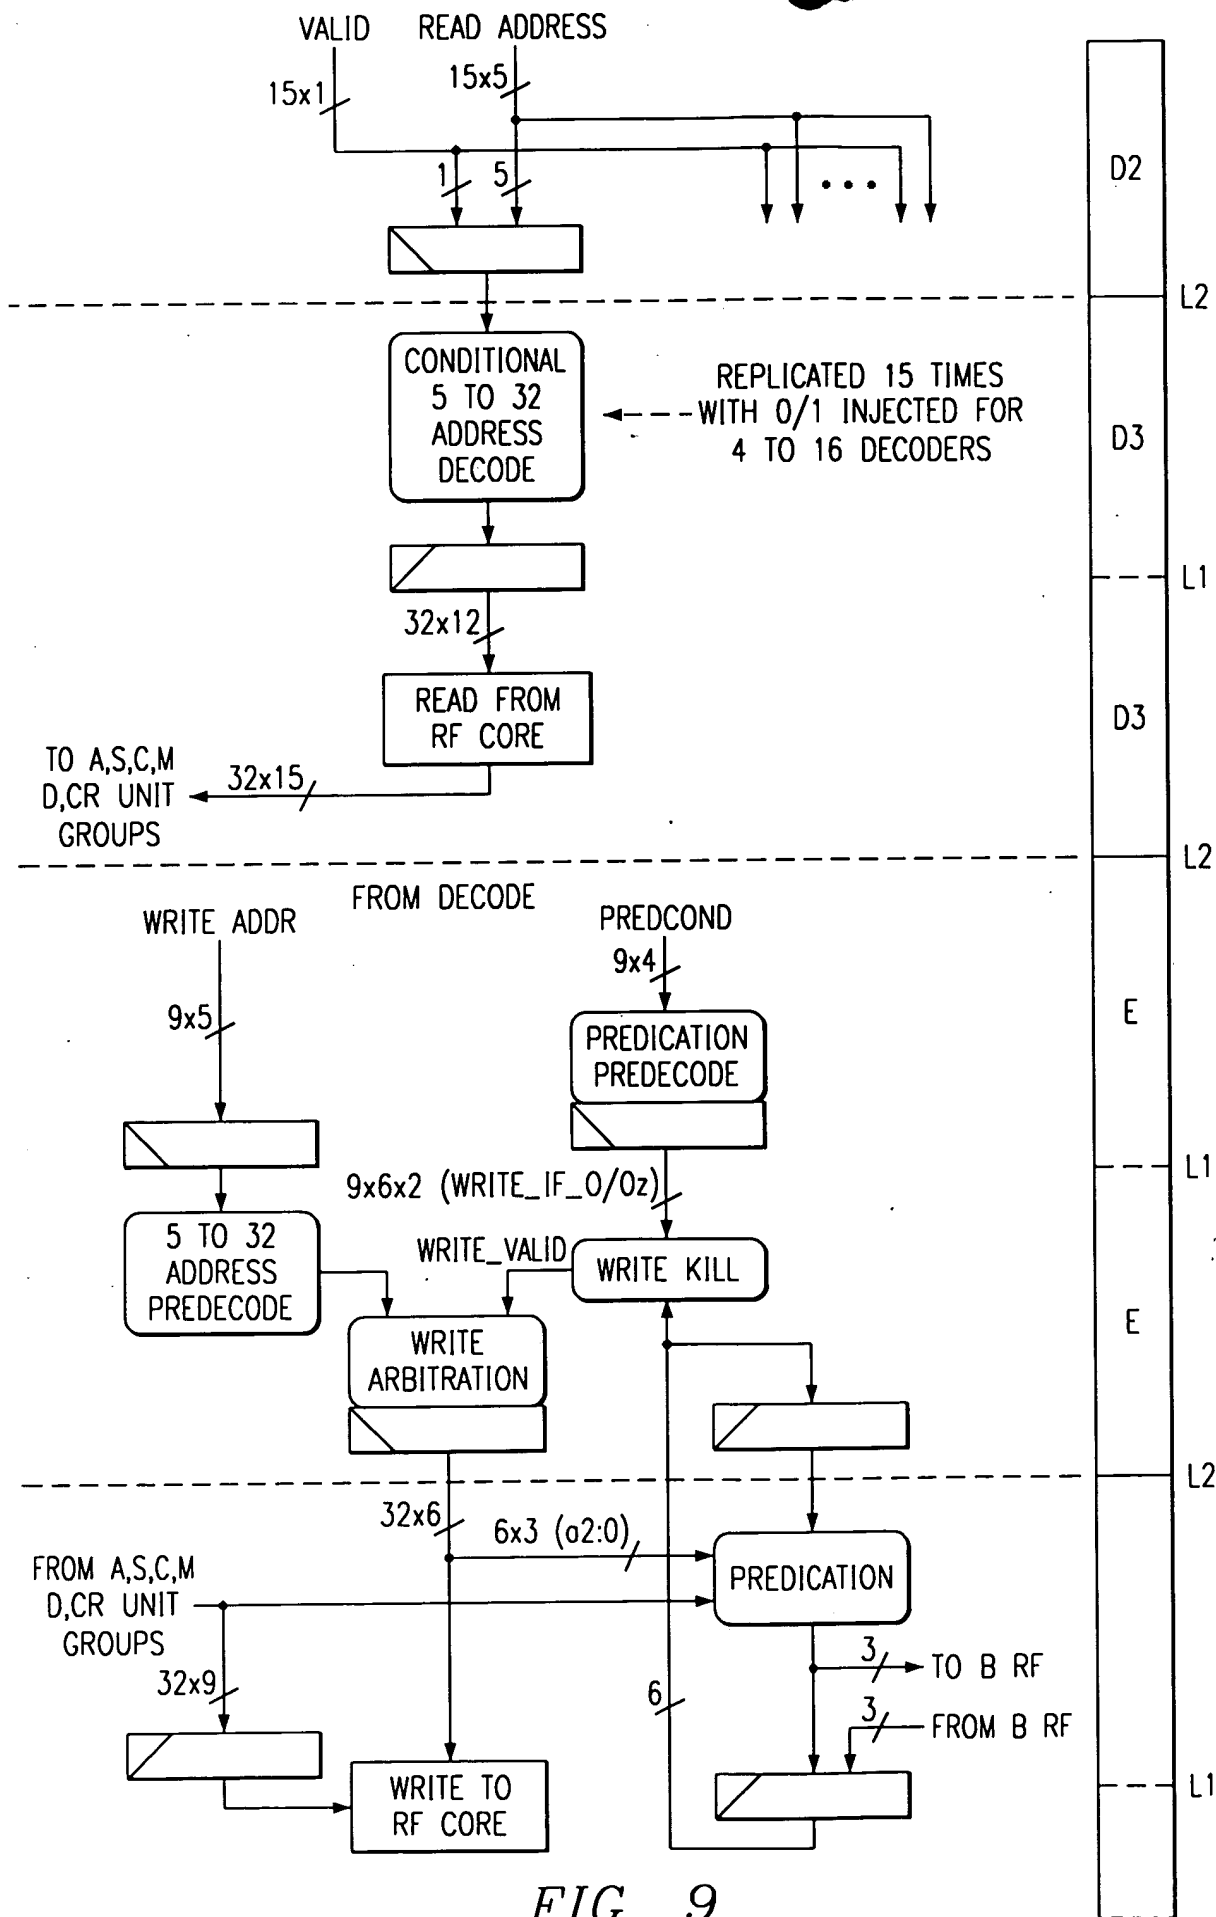 VALID READ ADDRESS
15x1 15x5
1 5
D2
L2
CONDITIONAL
5 TO 32
ADDRESS
DECODE
REPLICATED 15 TIMES
WITH 0/1 INJECTED FOR
4 TO 16 DECODERS
D3
L1
32x12
READ FROM
RF CORE
D3
TO A,S,C,M
D,CR UNIT
GROUPS
32x15
L2
FROM DECODE
WRITE ADDR
PREDCOND
9x4
9x5
PREDICATION
PREDECODE
E
L1
9x6x2 (WRITE_IF_0/0z)
5 TO 32
ADDRESS
PREDECODE
WRITE_VALID
WRITE KILL
WRITE
ARBITRATION
E
L2
32x6
6x3 (a2:0)
FROM A,S,C,M
D,CR UNIT
GROUPS
PREDICATION
3
TO B RF
32x9
6
3
FROM B RF
WRITE TO
RF CORE
L1
FIG. 9